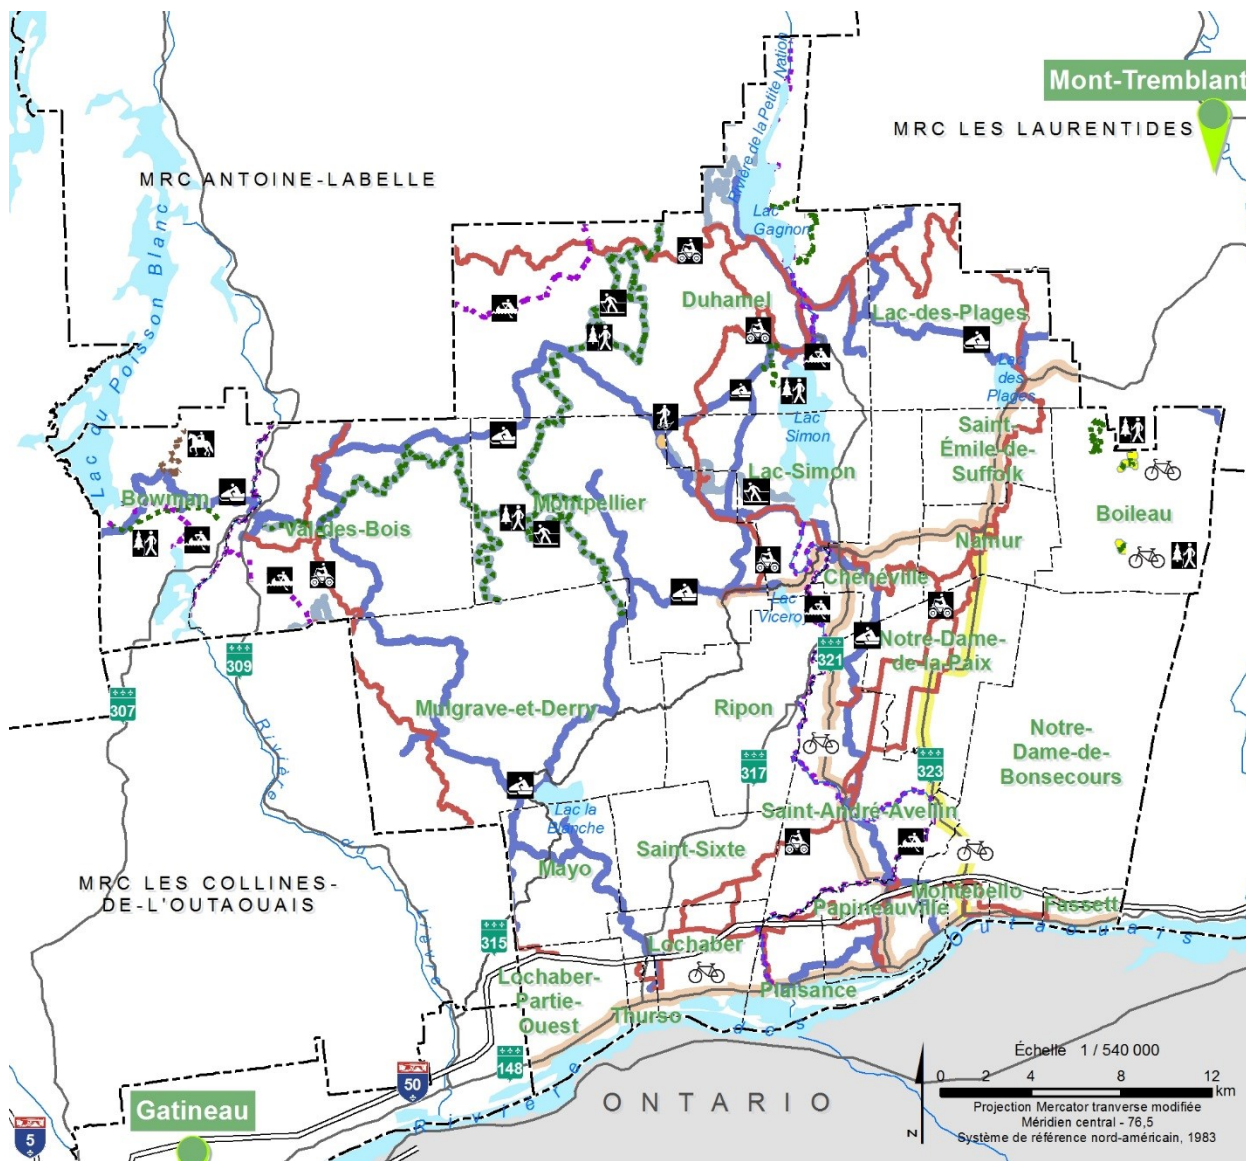 Mont-Tremblant
MRC LES LAURENTIDES
MRC ANTOINE-LABELLE
Rivière de la Petite Nation
Lac
Gagnon
Lac du Poisson Blanc
Duhamel
Lac-des-Plages
Lac
des
Plages
Lac
Simon
Saint-
Émile-de-
Suffolk
Lac-Simon
Bowman
Val-des-Bois
Montpellier
Boileau
Namur
Chénéville
Lac
Viceroy
Notre-Dame-
de-la-Paix
321
309
307
Mulgrave-et-Derry
Ripon
Notre-
Dame-de-
Bonsecours
317
323
Rivière du Lièvre
Lac la
Blanche
Saint-André-Avellin
Saint-Sixte
Mayo
MRC LES COLLINES-
DE-L'OUTAOUAIS
Montebello
Fassett
Papineauville
315
Lochaber
Lochaber-
Partie-
Ouest
Plaisance
Thurso
Rivière des Outaouais
148
50
5
Gatineau
ONTARIO
Échelle 1 / 540 000
0 2 4 8 12
km
Projection Mercator tranverse modifiée
Méridien central - 76,5
Système de référence nord-américain, 1983
N